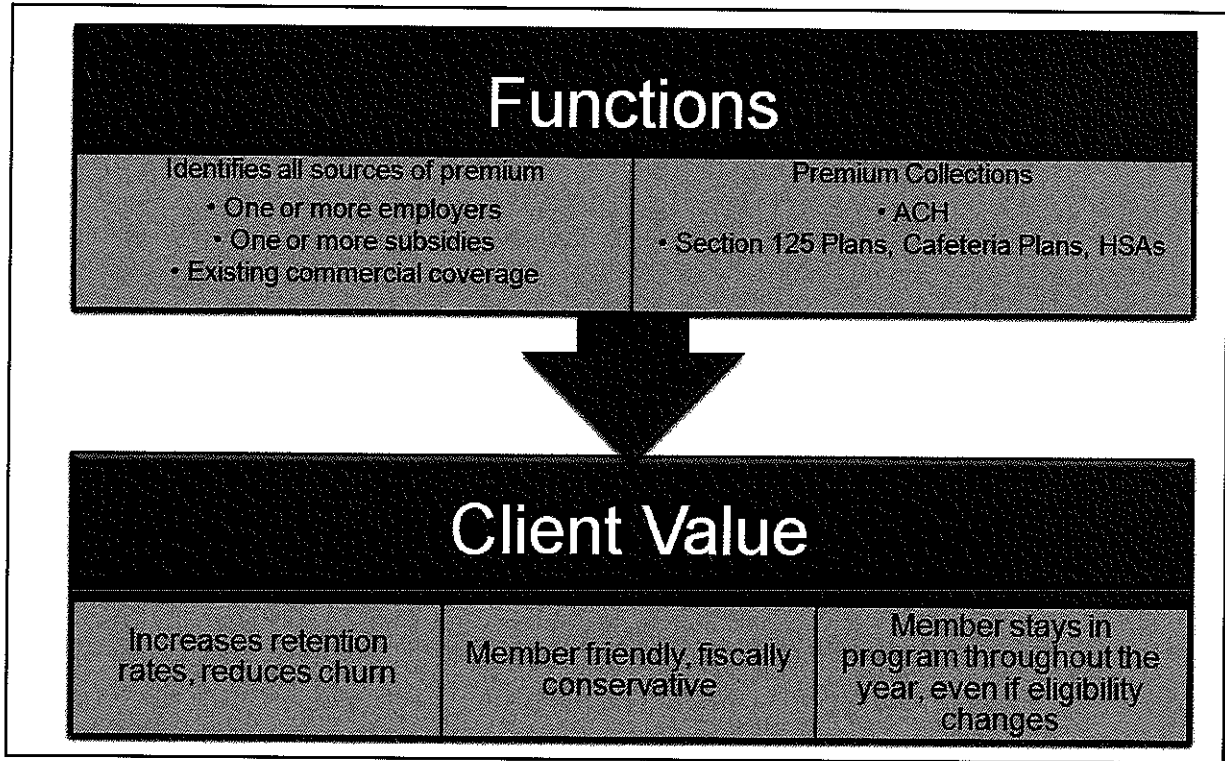 Functions
Identifies all sources of premium
• One or more employers
• One or more subsidies
• Existing commercial coverage
Premium Collections
• ACH
• Section 125 Plans, Cafeteria Plans, HSAs
Client Value
Increases retention
rates, reduces churn
Member friendly, fiscally
conservative
Member stays in
program throughout the
year, even if eligibility
changes